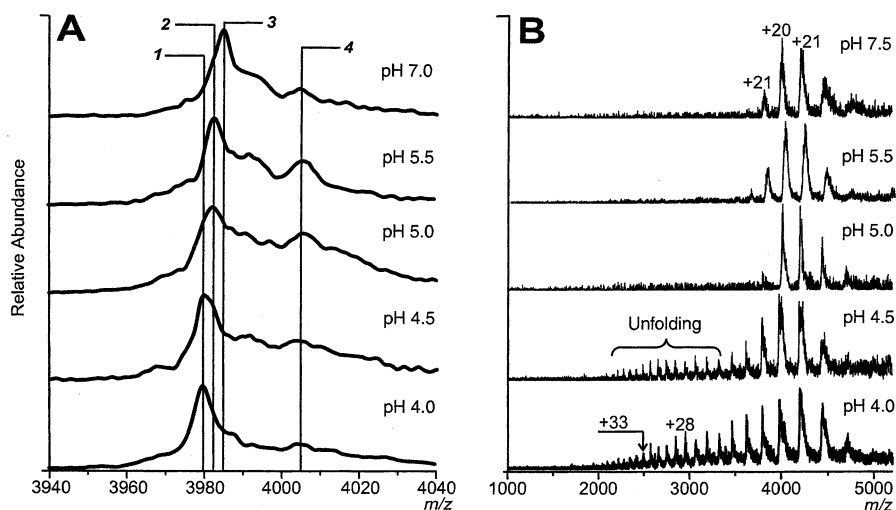 A
2
3
1
4
pH 7.0
pH 5.5
pH 5.0
pH 4.5
pH 4.0
Relative Abundance
3940 3960 3980 4000 4020 4040
m/z
B
+20
+21
+21
pH 7.5
pH 5.5
pH 5.0
pH 4.5
Unfolding
pH 4.0
+33
+28
1000 2000 3000 4000 5000
m/z